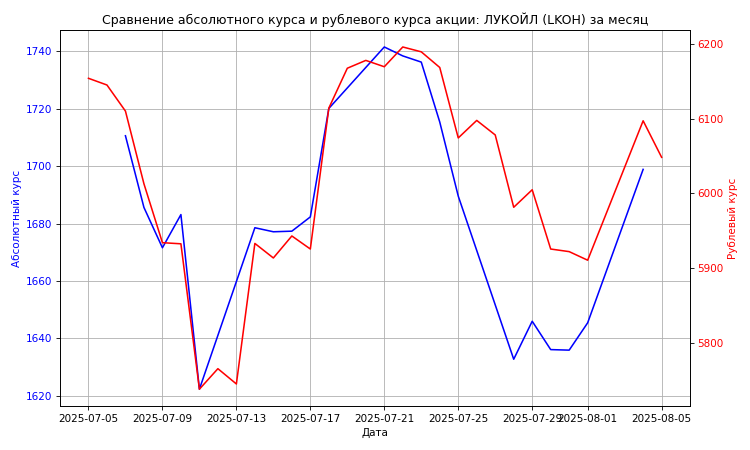 Сравнение абсолютного курса и рублевого курса акции: ЛУКОЙЛ (LKOH) за месяц
1740
1720
1700
1680
1660
1640
1620
Абсолютный курс
6200
6100
6000
5900
5800
Рублевый курс
2025-07-05 2025-07-09 2025-07-13 2025-07-17 2025-07-21 2025-07-25 2025-07-29 2025-08-01 2025-08-05
Дата